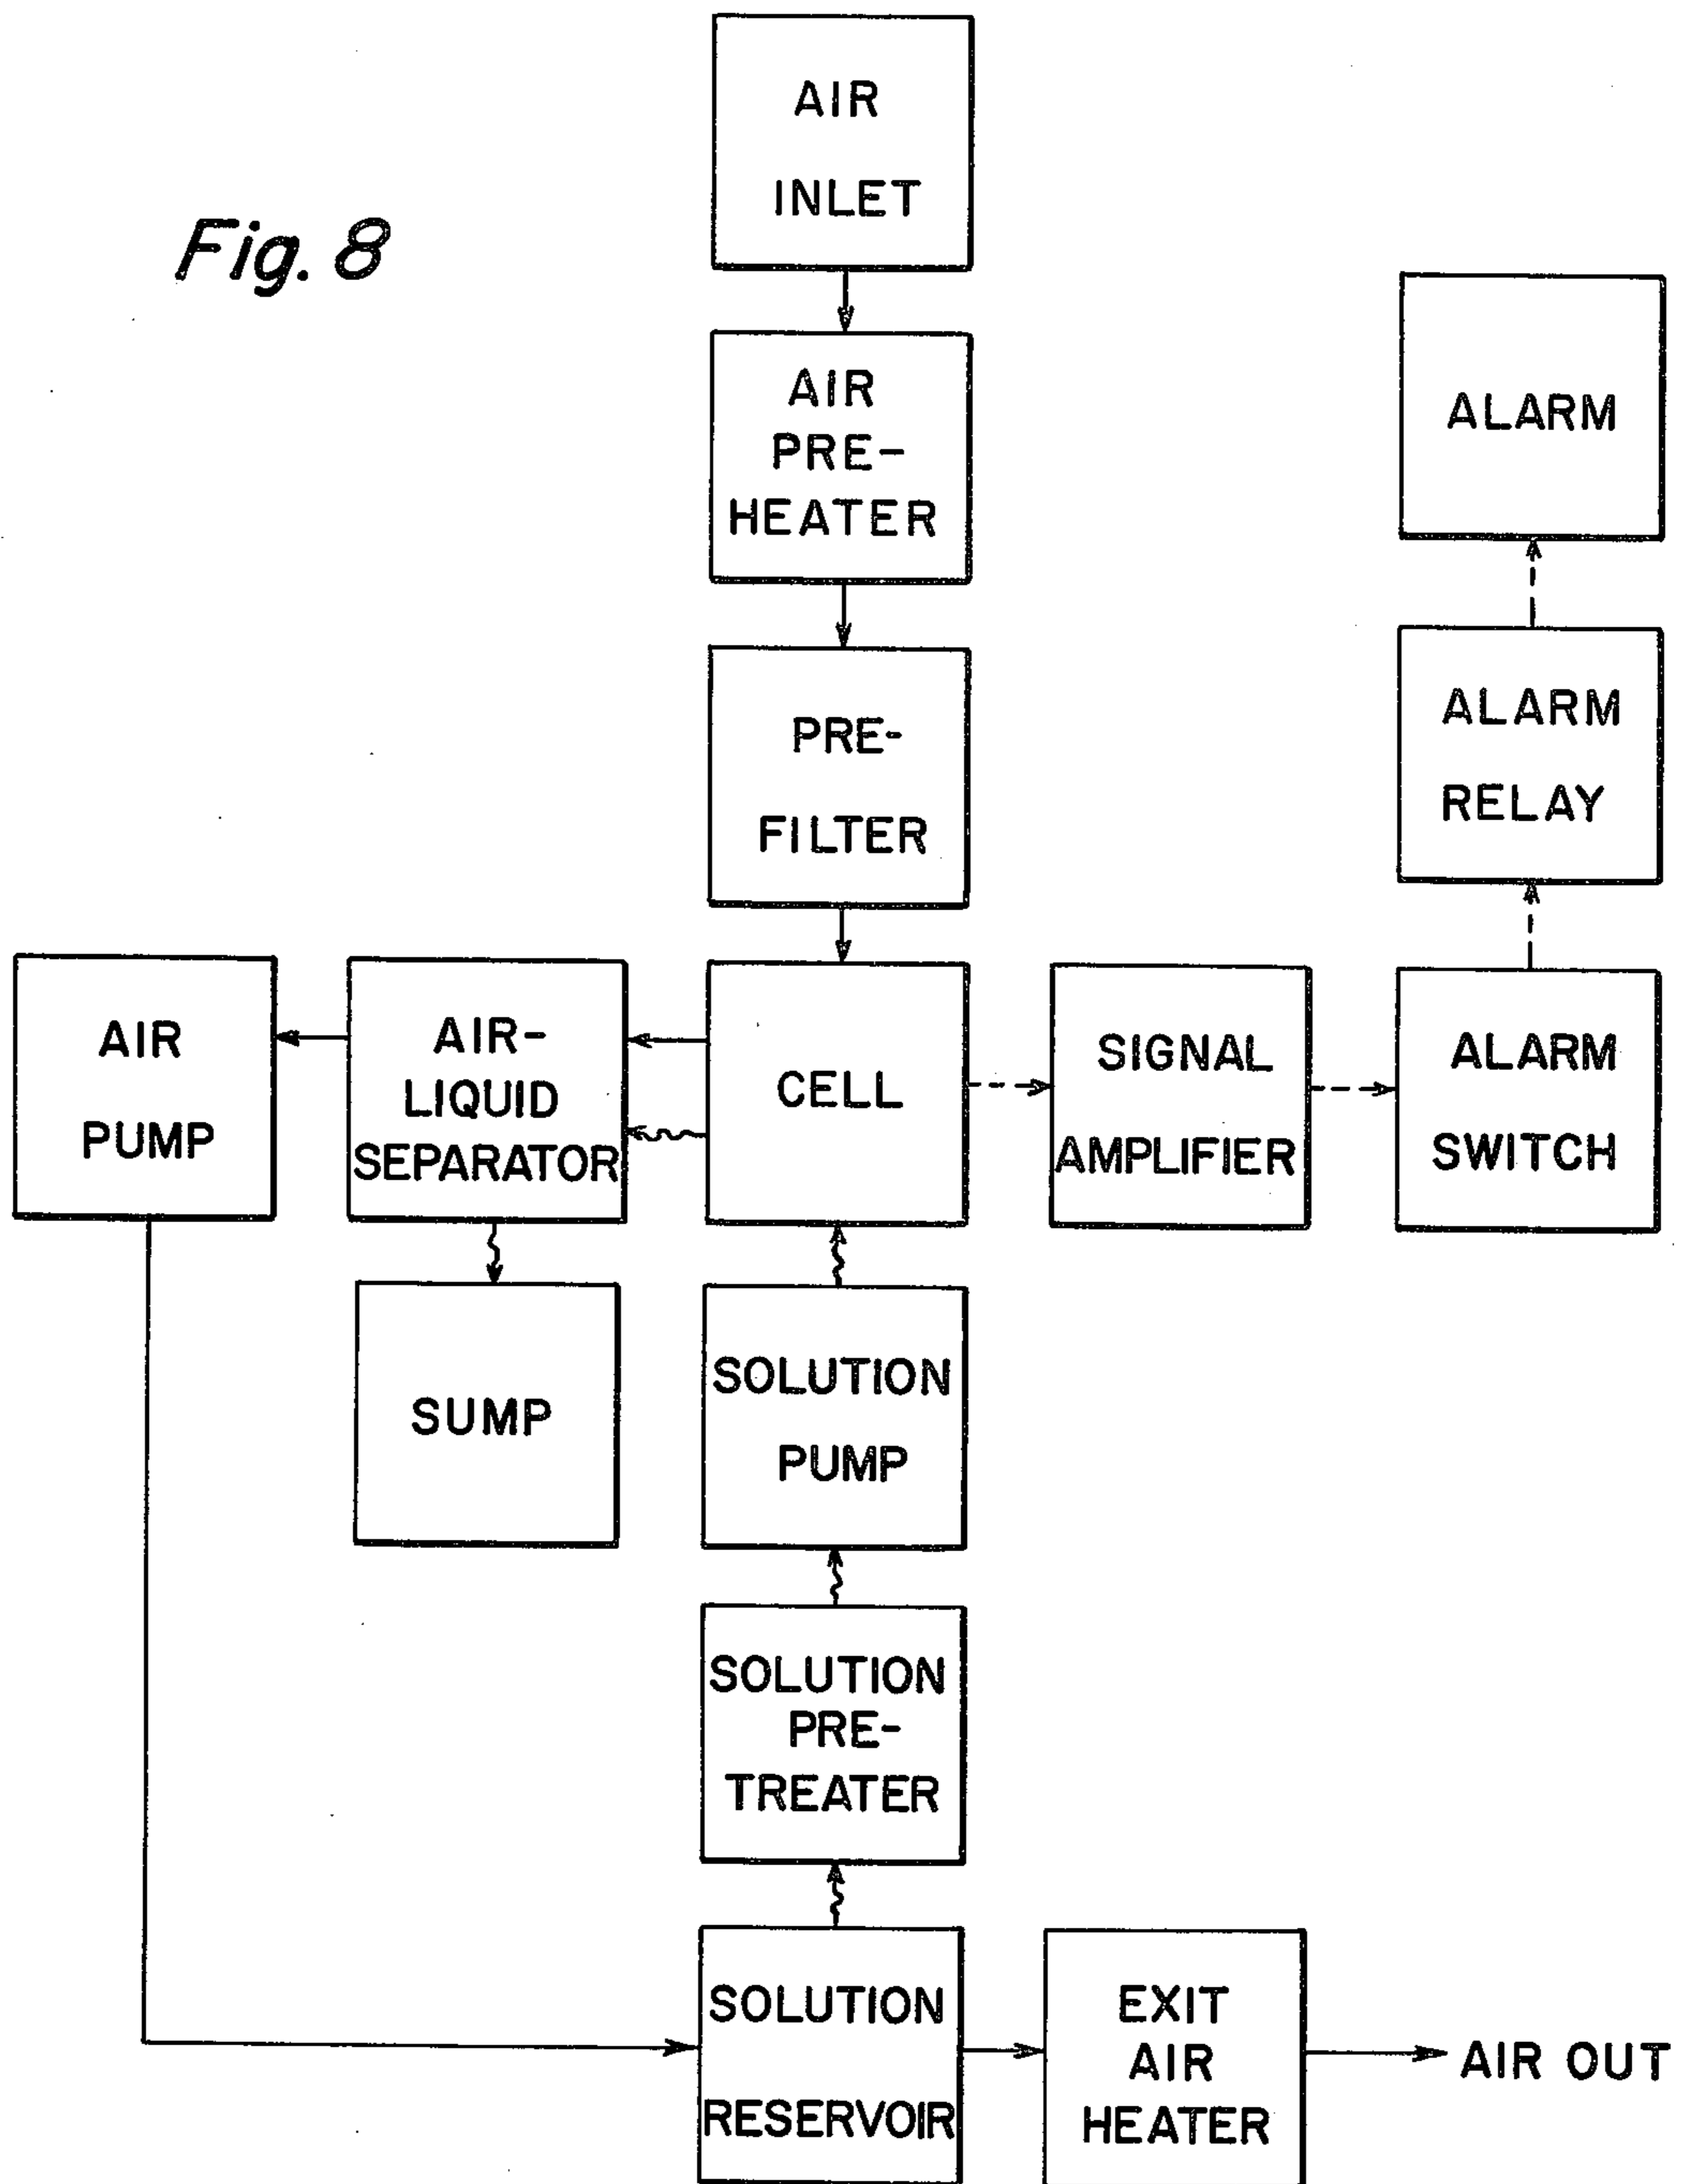 Fig. 8
AIR
INLET
AIR
PRE-
HEATER
PRE-
FILTER
ALARM
ALARM
RELAY
AIR
PUMP
AIR-
LIQUID
SEPARATOR
CELL
SIGNAL
AMPLIFIER
ALARM
SWITCH
SUMP
SOLUTION
PUMP
SOLUTION
PRE-
TREATER
SOLUTION
RESERVOIR
EXIT
AIR
HEATER
AIR OUT